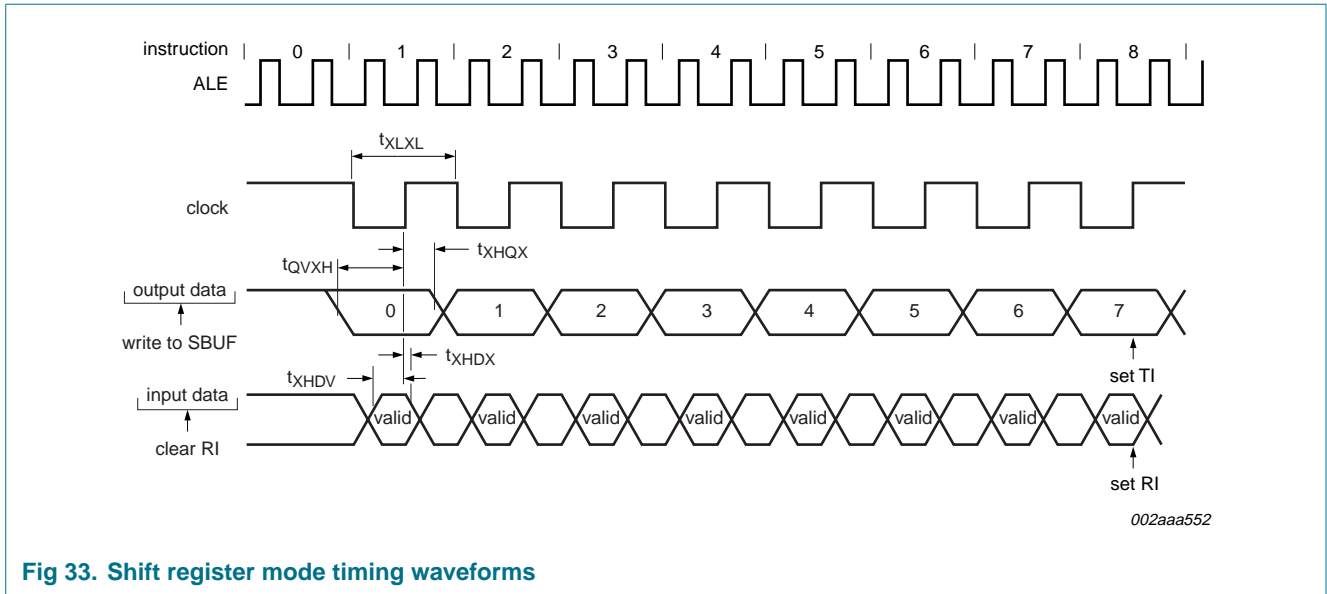 instruction 0 1 2 3 4 5 6 7 8
ALE
tXLXL
clock
tXHQX
tQVXH
output data 0 1 2 3 4 5 6 7
write to SBUF
tXHDX
set TI
tXHDV
input data valid valid valid valid valid valid valid valid
clear RI
set RI
002aaa552
Fig 33. Shift register mode timing waveforms